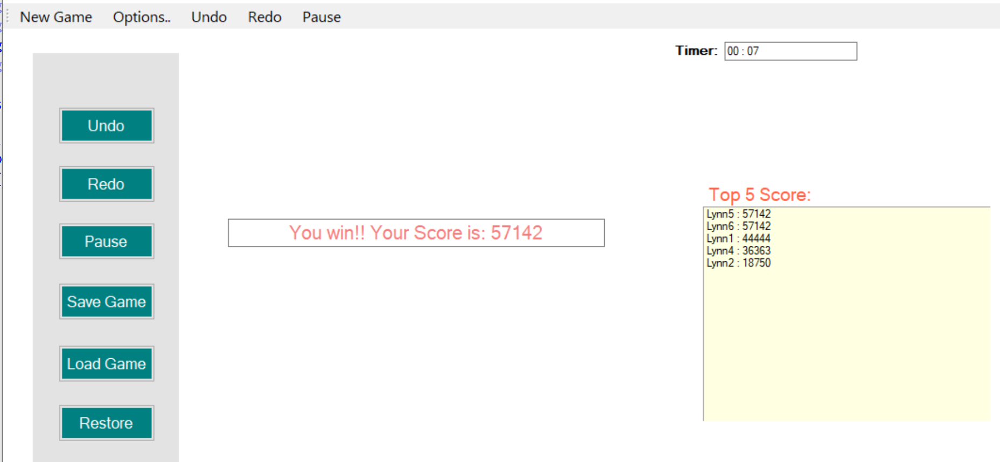 New Game Options.. Undo Redo Pause
Timer: 00 : 07
Undo
Redo
Pause
Save Game
Load Game
Restore
You win!! Your Score is: 57142
Top 5 Score:
Lynn5 : 57142
Lynn6 : 57142
Lynn1 : 44444
Lynn4 : 36363
Lynn2 : 18750